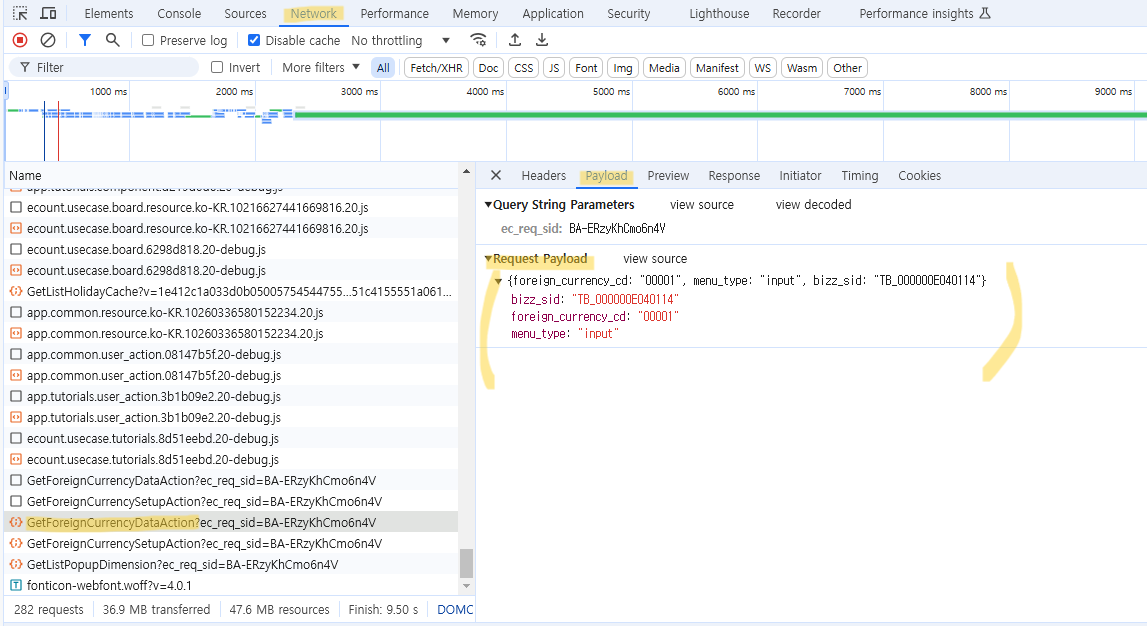 Elements Console Sources Network Performance Memory Application Security Lighthouse Recorder Performance insights
Preserve log Disable cache No throttling
Filter Invert More filters All Fetch/XHR Doc CSS JS Font Img Media Manifest WS Wasm Other
1000 ms 2000 ms 3000 ms 4000 ms 5000 ms 6000 ms 7000 ms 8000 ms 9000 ms
Name
ecount.usecase.board.resource.ko-KR.10216627441669816.20.js
ecount.usecase.board.resource.ko-KR.10216627441669816.20.js
ecount.usecase.board.6298d818.20-debug.js
ecount.usecase.board.6298d818.20-debug.js
GetListHolidayCache?v=1e412c1a033d0b05005754544755...51c4155551a061...
app.common.resource.ko-KR.10260336580152234.20.js
app.common.resource.ko-KR.10260336580152234.20.js
app.common.user_action.08147b5f.20-debug.js
app.common.user_action.08147b5f.20-debug.js
app.tutorials.user_action.3b1b09e2.20-debug.js
app.tutorials.user_action.3b1b09e2.20-debug.js
ecount.usecase.tutorials.8d51eebd.20-debug.js
ecount.usecase.tutorials.8d51eebd.20-debug.js
GetForeignCurrencyDataAction?ec_req_sid=BA-ERzyKhCmo6n4V
GetForeignCurrencySetupAction?ec_req_sid=BA-ERzyKhCmo6n4V
GetForeignCurrencyDataAction?ec_req_sid=BA-ERzyKhCmo6n4V
GetForeignCurrencySetupAction?ec_req_sid=BA-ERzyKhCmo6n4V
GetListPopupDimension?ec_req_sid=BA-ERzyKhCmo6n4V
fonticon-webfont.woff?v=4.0.1
282 requests 36.9 MB transferred 47.6 MB resources Finish: 9.50 s DOMC
Headers Payload Preview Response Initiator Timing Cookies
Query String Parameters view source view decoded
ec_req_sid: BA-ERzyKhCmo6n4V
Request Payload view source
{foreign_currency_cd: "00001", menu_type: "input", bizz_sid: "TB_000000E040114"}
bizz_sid: "TB_000000E040114"
foreign_currency_cd: "00001"
menu_type: "input"